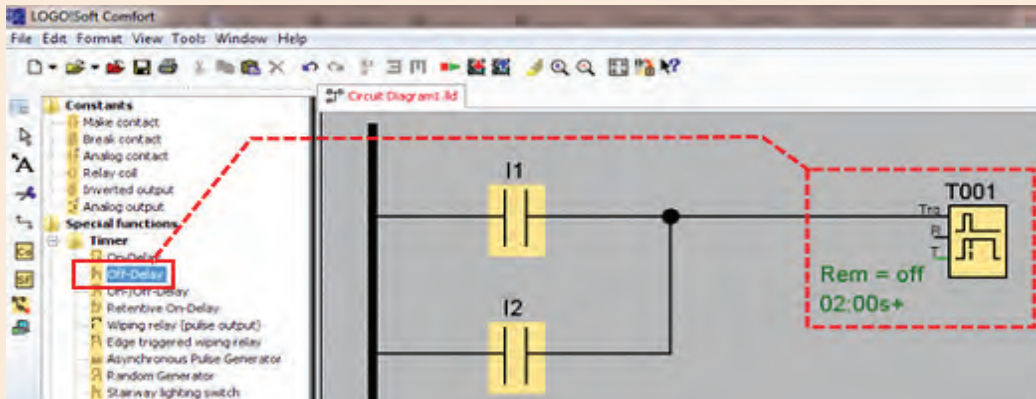 LOGO!Soft Comfort
File Edit Format View Tools Window Help
Circuit Diagram1.lld
Constants
Make contact
Break contact
Analog contact
Relay coil
Inverted output
Analog output
Special functions
Timer
On-Delay
Off-Delay
On-/Off-Delay
Retentive On-Delay
Wiping relay (pulse output)
Edge triggered wiping relay
Asynchronous Pulse Generator
Random Generator
Stairway lighting switch
I1
T001
Trg
R
T
Rem = off
02:00s+
I2